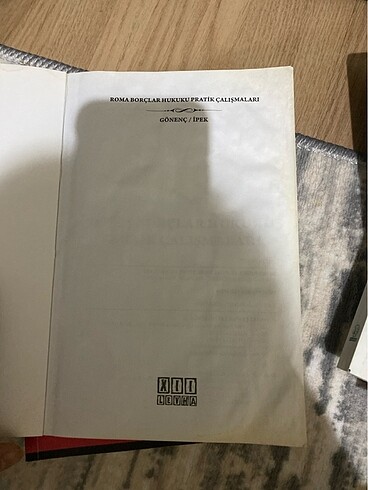 ROMA BORÇLAR HUKUKU PRATİK ÇALIŞMALARI
GÖNENÇ / İPEK
XII
LEVHA